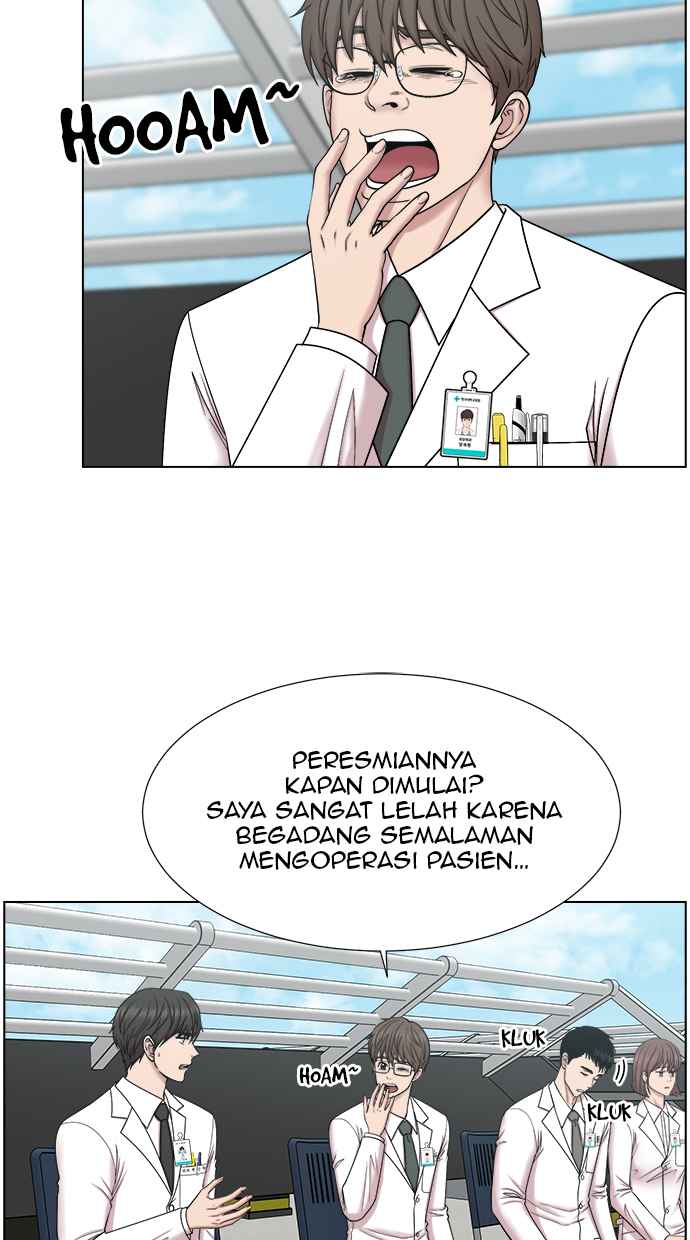 HOOAM~
PERESMIANNYA
KAPAN DIMULAI?
SAYA SANGAT LELAH KARENA
BEGADANG SEMALAMAN
MENGOPERASI PASIEN...
KLUK
HOAM~
KLUK